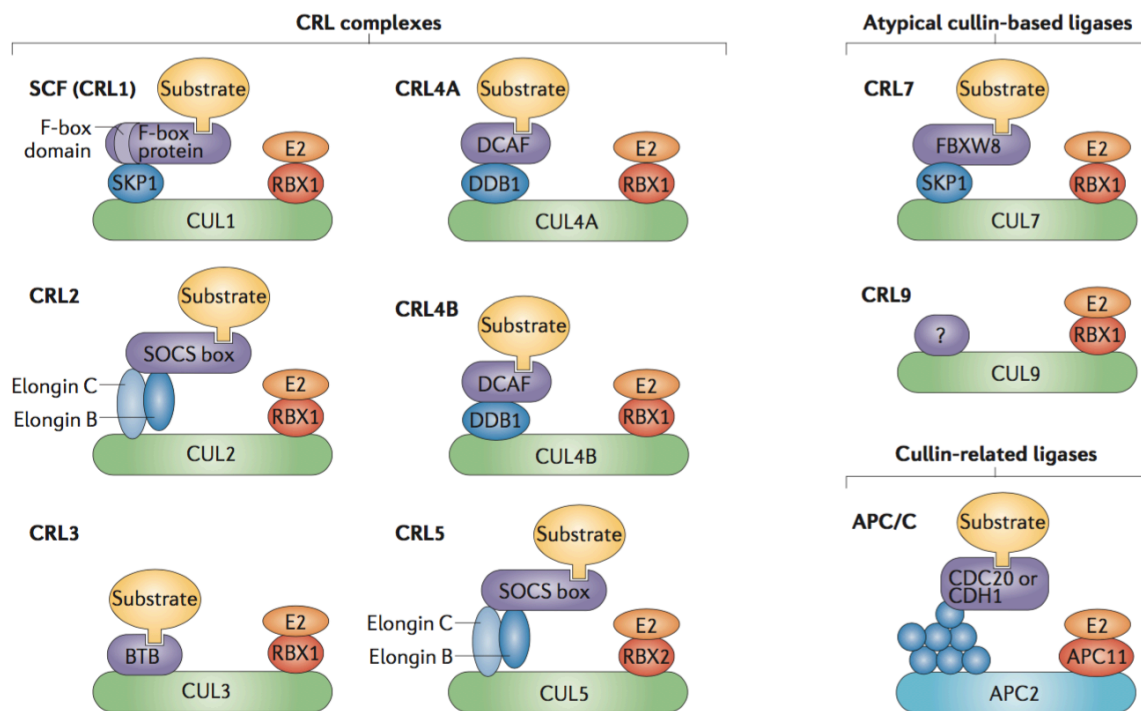 CRL complexes
SCF (CRL1)
Substrate
F-box
domain
F-box
protein
SKP1
E2
RBX1
CUL1
CRL4A
Substrate
DCAF
DDB1
E2
RBX1
CUL4A
CRL2
Substrate
SOCS box
Elongin C
Elongin B
E2
RBX1
CUL2
CRL4B
Substrate
DCAF
DDB1
E2
RBX1
CUL4B
CRL3
Substrate
BTB
E2
RBX1
CUL3
CRL5
Substrate
SOCS box
Elongin C
Elongin B
E2
RBX2
CUL5
Atypical cullin-based ligases
CRL7
Substrate
FBXW8
SKP1
E2
RBX1
CUL7
CRL9
?
E2
RBX1
CUL9
Cullin-related ligases
APC/C
Substrate
CDC20 or
CDH1
E2
APC11
APC2